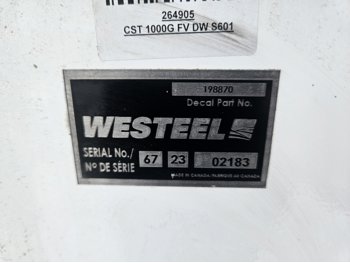 264905
CST 1000G FV DW S601
198870
Decal Part No.
WESTEEL
SERIAL No./ 67 23 02183
Nº DE SÉRIE
MADE IN CANADA/FABRIQUÉ AU CANADA